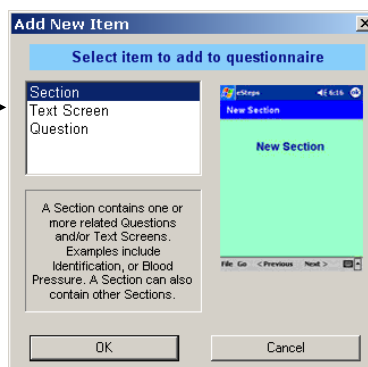 Add New Item
Select item to add to questionnaire
Section
Text Screen
Question
eSteps 6:16 ok
New Section
New Section
File Go < Previous Next >
A Section contains one or
more related Questions
and/or Text Screens.
Examples include
Identification, or Blood
Pressure. A Section can also
contain other Sections.
OK
Cancel